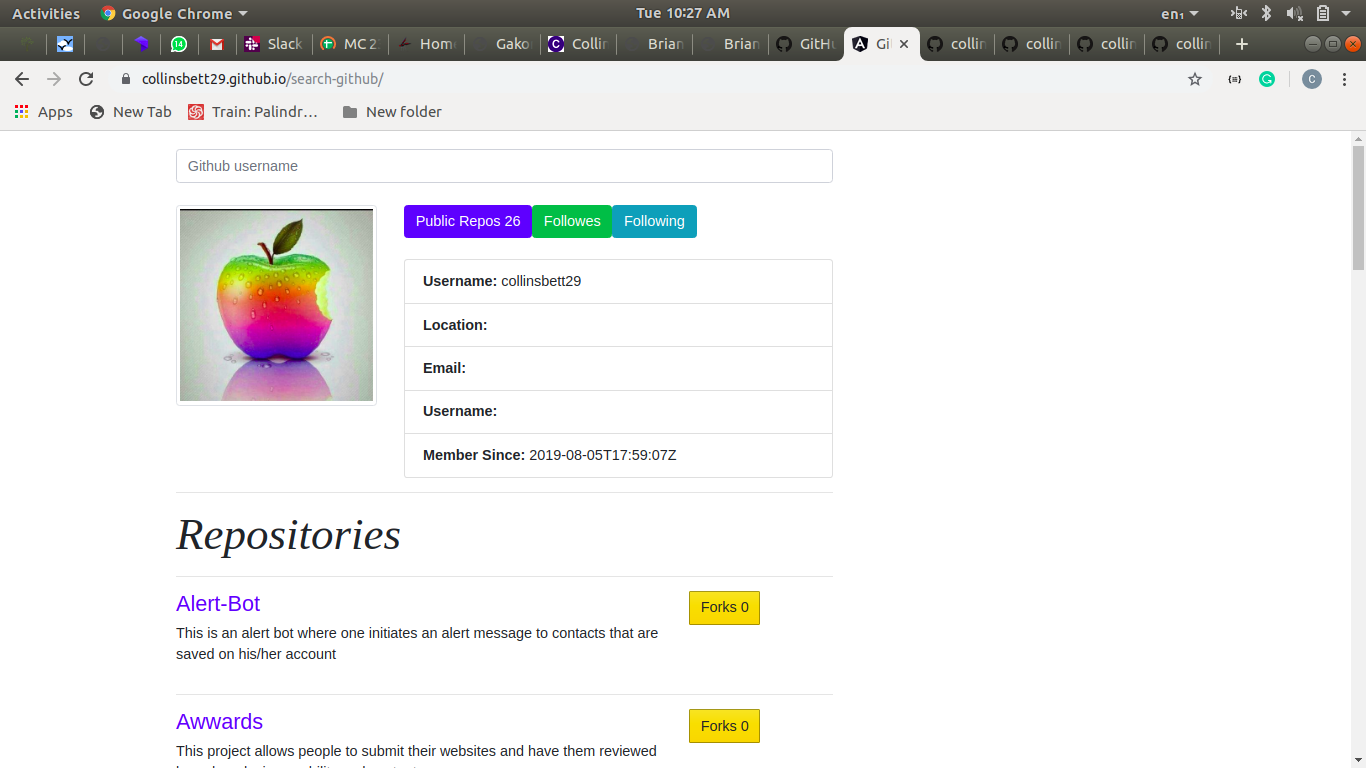 Activities Google Chrome Tue 10:27 AM en₁
14 Slack MC 2 Hom Gako Collin Brian Brian GitHu Gi collin collin collin collin
collinsbett29.github.io/search-github/ C
Apps New Tab Train: Palindr… New folder
Github username
Public Repos 26 Followes Following
Username: collinsbett29
Location:
Email:
Username:
Member Since: 2019-08-05T17:59:07Z
Repositories
Alert-Bot Forks 0
This is an alert bot where one initiates an alert message to contacts that are
saved on his/her account
Awwards Forks 0
This project allows people to submit their websites and have them reviewed